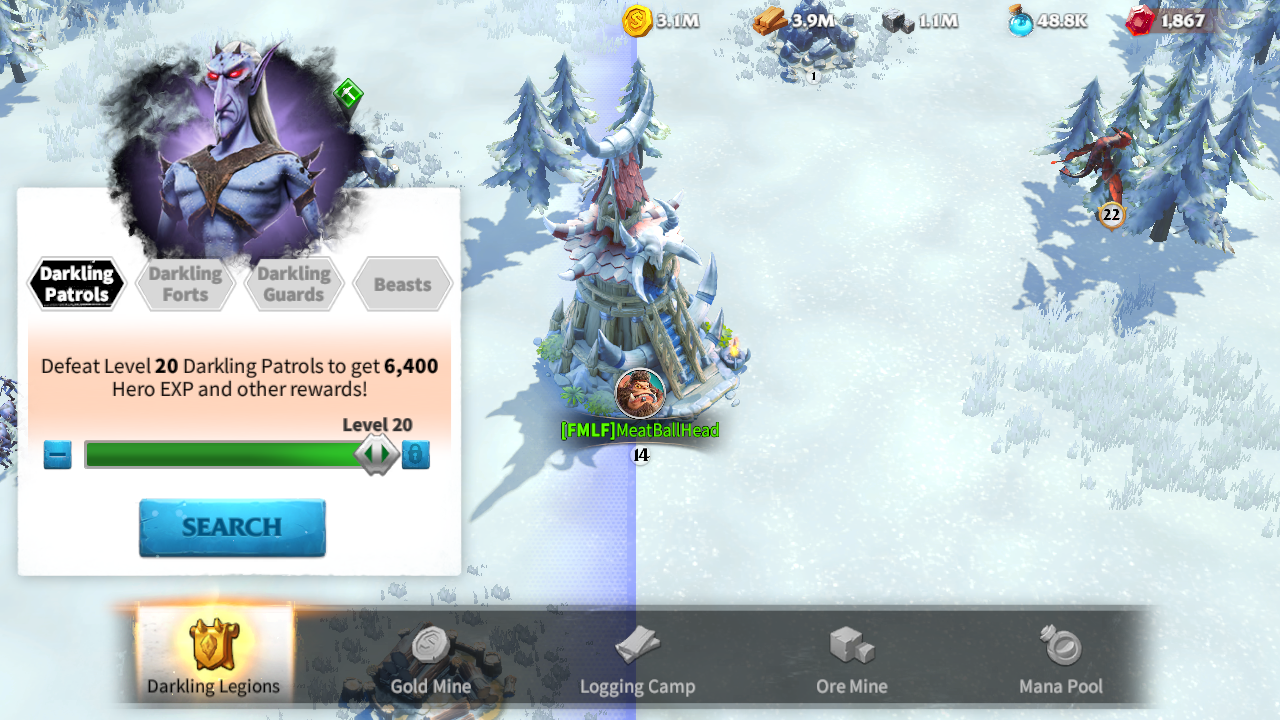 3.1M
3.9M
1.1M
48.8K
1,867
1
22
Darkling
Patrols
Darkling
Forts
Darkling
Guards
Beasts
Defeat Level 20 Darkling Patrols to get 6,400
Hero EXP and other rewards!
Level 20
SEARCH
[FMLF]MeatBallHead
14
Darkling Legions
Gold Mine
Logging Camp
Ore Mine
Mana Pool